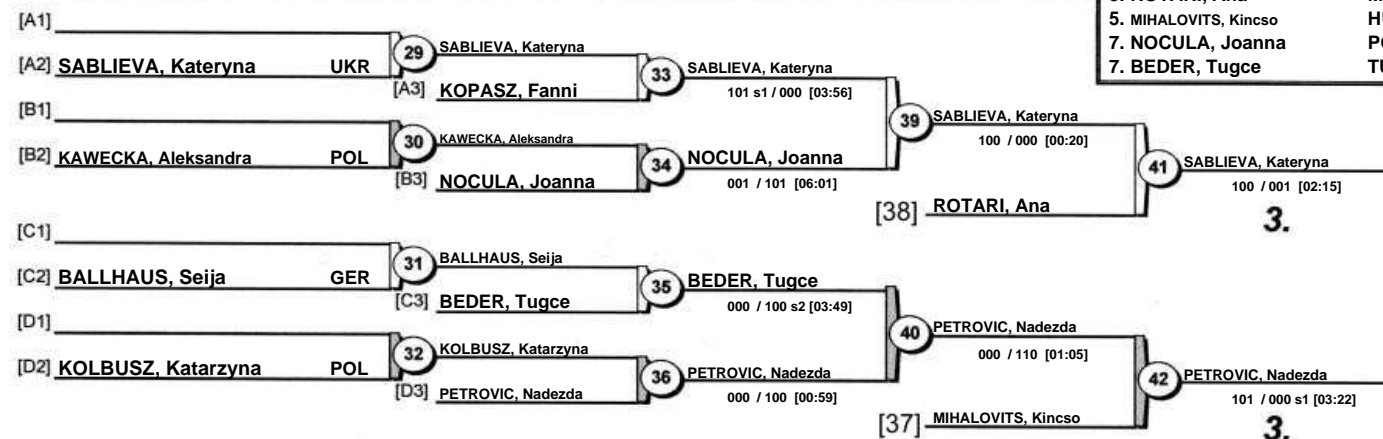 5. MIHALOVITS, Kincso
7. NOCULA, Joanna
7. BEDER, Tugce
[A1]
[A2] SABLIEVA, Kateryna UKR
29
SABLIEVA, Kateryna
[A3] KOPASZ, Fanni
33
SABLIEVA, Kateryna
101 s1 / 000 [03:56]
[B1]
[B2] KAWECKA, Aleksandra POL
30
KAWECKA, Aleksandra
[B3] NOCULA, Joanna
34
NOCULA, Joanna
001 / 101 [06:01]
39
SABLIEVA, Kateryna
100 / 000 [00:20]
[38] ROTARI, Ana
41
SABLIEVA, Kateryna
100 / 001 [02:15]
3.
[C1]
[C2] BALLHAUS, Seija GER
31
BALLHAUS, Seija
[C3] BEDER, Tugce
35
BEDER, Tugce
000 / 100 s2 [03:49]
[D1]
[D2] KOLBUSZ, Katarzyna POL
32
KOLBUSZ, Katarzyna
[D3] PETROVIC, Nadezda
36
PETROVIC, Nadezda
000 / 100 [00:59]
40
PETROVIC, Nadezda
000 / 110 [01:05]
[37] MIHALOVITS, Kincso
42
PETROVIC, Nadezda
101 / 000 s1 [03:22]
3.